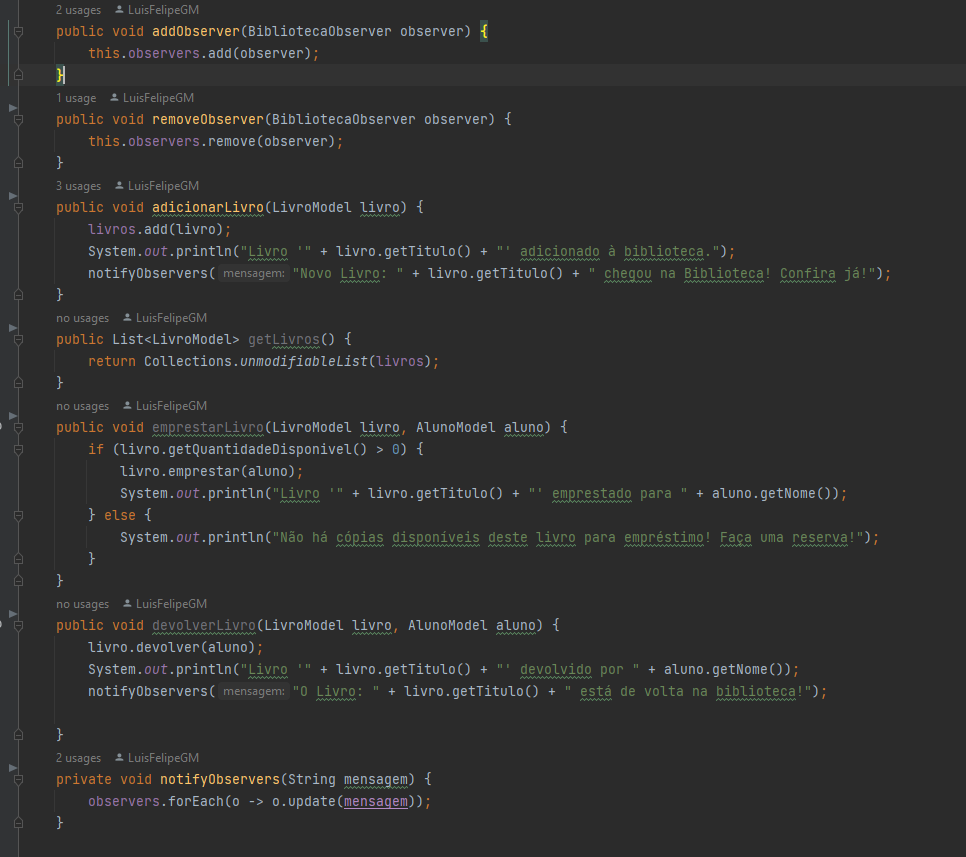 2 usages LuisFelipeGM
public void addObserver(BibliotecaObserver observer) {
this.observers.add(observer);
}
1 usage LuisFelipeGM
public void removeObserver(BibliotecaObserver observer) {
this.observers.remove(observer);
}
3 usages LuisFelipeGM
public void adicionarLivro(LivroModel livro) {
livros.add(livro);
System.out.println("Livro '" + livro.getTitulo() + "' adicionado à biblioteca.");
notifyObservers( mensagem: "Novo Livro: " + livro.getTitulo() + " chegou na Biblioteca! Confira já!");
}
no usages LuisFelipeGM
public List<LivroModel> getLivros() {
return Collections.unmodifiableList(livros);
}
no usages LuisFelipeGM
public void emprestarLivro(LivroModel livro, AlunoModel aluno) {
if (livro.getQuantidadeDisponivel() > 0) {
livro.emprestar(aluno);
System.out.println("Livro '" + livro.getTitulo() + "' emprestado para " + aluno.getNome());
} else {
System.out.println("Não há cópias disponíveis deste livro para empréstimo! Faça uma reserva!");
}
}
no usages LuisFelipeGM
public void devolverLivro(LivroModel livro, AlunoModel aluno) {
livro.devolver(aluno);
System.out.println("Livro '" + livro.getTitulo() + "' devolvido por " + aluno.getNome());
notifyObservers( mensagem: "O Livro: " + livro.getTitulo() + " está de volta na biblioteca!");
}
2 usages LuisFelipeGM
private void notifyObservers(String mensagem) {
observers.forEach(o -> o.update(mensagem));
}